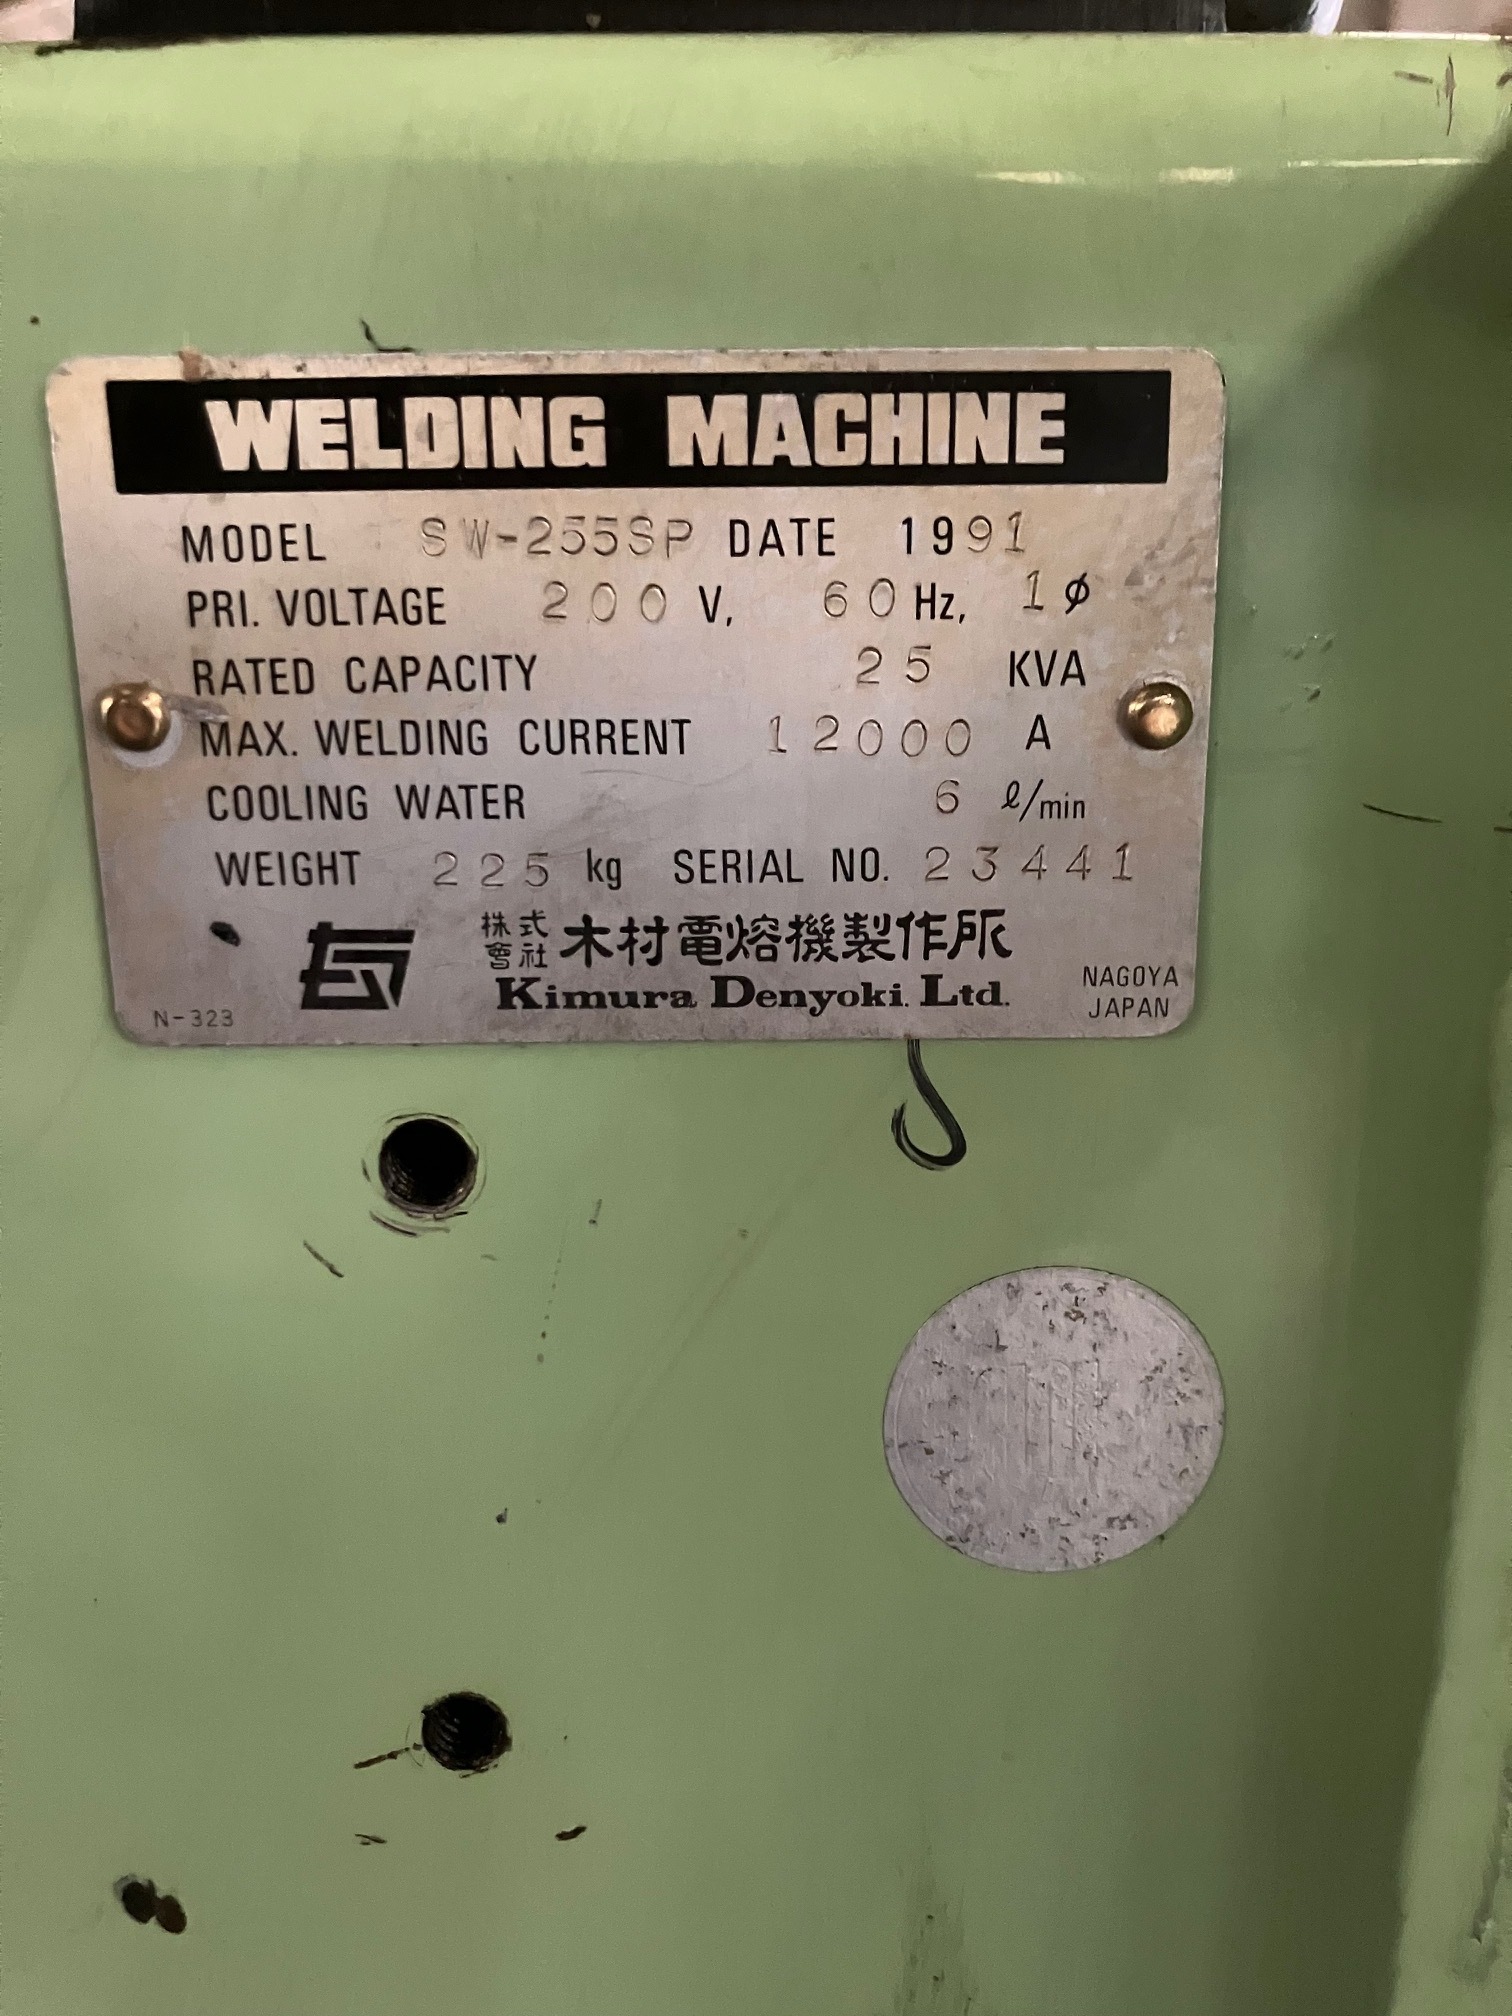 WELDING MACHINE
MODEL SW-255SP DATE 1991
PRI. VOLTAGE 200 V, 60 Hz, 1ϕ
RATED CAPACITY 25 KVA
MAX. WELDING CURRENT 12000 A
COOLING WATER 6 ℓ/min
WEIGHT 225 kg SERIAL NO. 23441
株式會社 木村電熔機製作所
Kimura Denyoki. Ltd.
NAGOYA
JAPAN
N-323